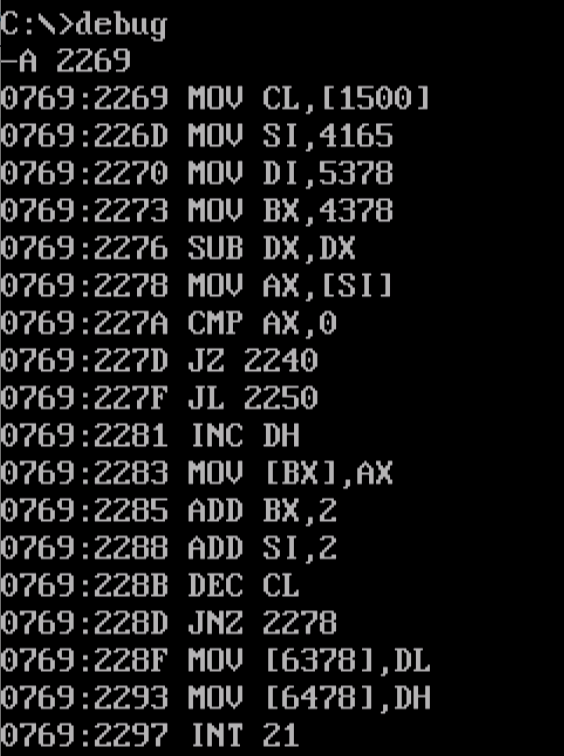 C:\>debug
-A 2269
0769:2269 MOV CL,[1500]
0769:226D MOV SI,4165
0769:2270 MOV DI,5378
0769:2273 MOV BX,4378
0769:2276 SUB DX,DX
0769:2278 MOV AX,[SI]
0769:227A CMP AX,0
0769:227D JZ 2240
0769:227F JL 2250
0769:2281 INC DH
0769:2283 MOV [BX],AX
0769:2285 ADD BX,2
0769:2288 ADD SI,2
0769:228B DEC CL
0769:228D JNZ 2278
0769:228F MOV [6378],DL
0769:2293 MOV [6478],DH
0769:2297 INT 21